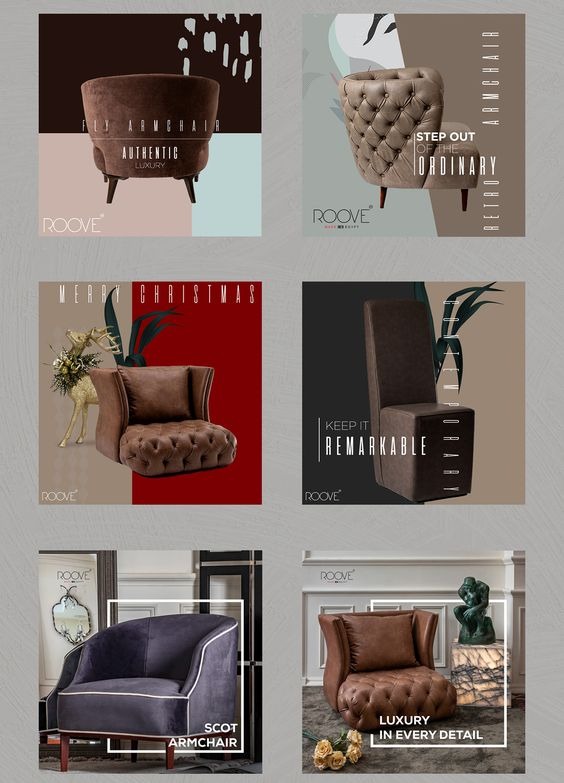 FLY ARMCHAIR
AUTHENTIC
LUXURY
ROOVE®
STEP OUT
OF THE
ORDINARY
RETRO ARMCHAIR
ROOVE®
MADE IN EGYPT
MERRY CHRISTMAS
ROOVE®
KEEP IT
REMARKABLE
CONTEMPORARY
ROOVE®
ROOVE®
SCOT
ARMCHAIR
ROOVE®
LUXURY
IN EVERY DETAIL